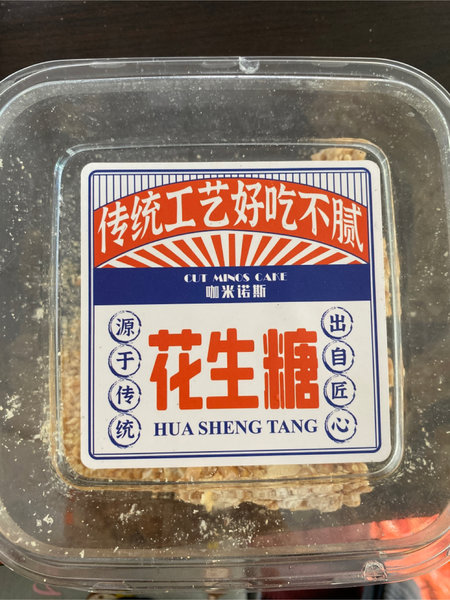 传统工艺好吃不腻
CUT MINOS CAKE
咖米诺斯
源于传统
花生糖
出自匠心
HUA SHENG TANG